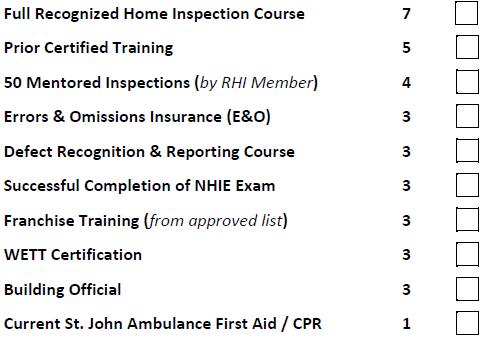 Full Recognized Home Inspection Course 7
Prior Certified Training 5
50 Mentored Inspections (by RHI Member) 4
Errors & Omissions Insurance (E&O) 3
Defect Recognition & Reporting Course 3
Successful Completion of NHIE Exam 3
Franchise Training (from approved list) 3
WETT Certification 3
Building Official 3
Current St. John Ambulance First Aid / CPR 1